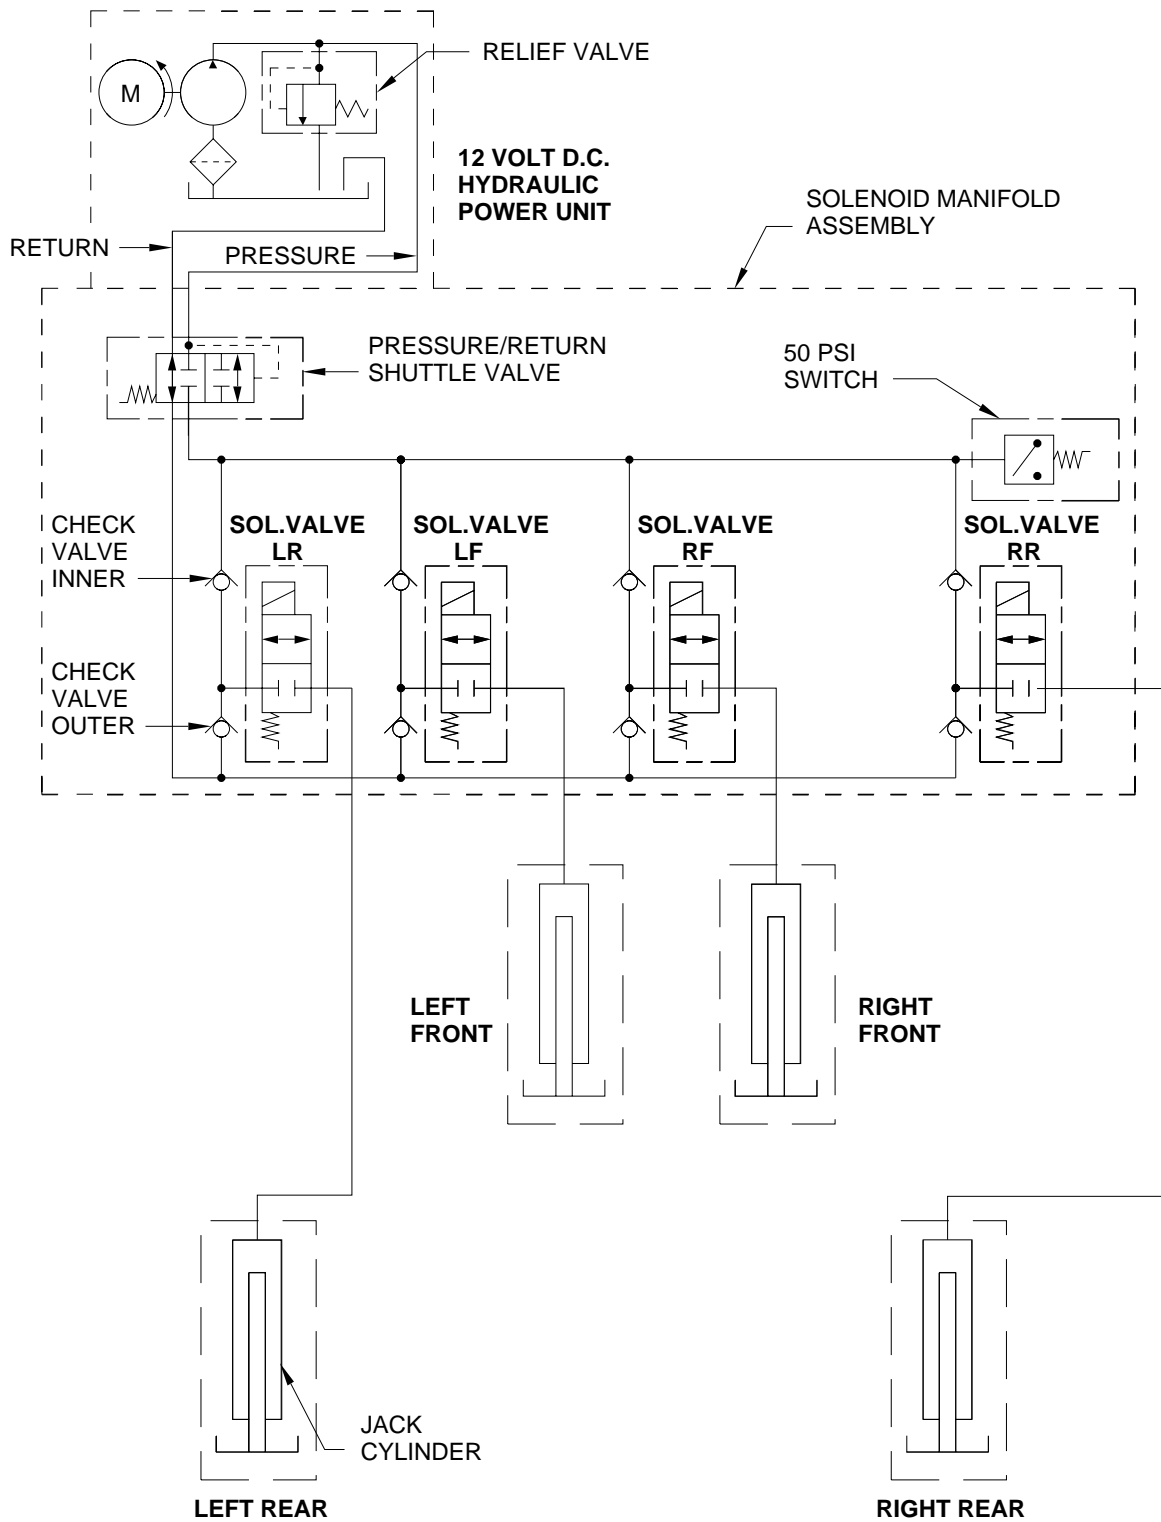 RELIEF VALVE
M
12 VOLT D.C.
HYDRAULIC
POWER UNIT
SOLENOID MANIFOLD
ASSEMBLY
RETURN
PRESSURE
PRESSURE/RETURN
SHUTTLE VALVE
50 PSI
SWITCH
CHECK
VALVE
INNER
SOL.VALVE
LR
SOL.VALVE
LF
SOL.VALVE
RF
SOL.VALVE
RR
CHECK
VALVE
OUTER
LEFT
FRONT
RIGHT
FRONT
JACK
CYLINDER
LEFT REAR
RIGHT REAR